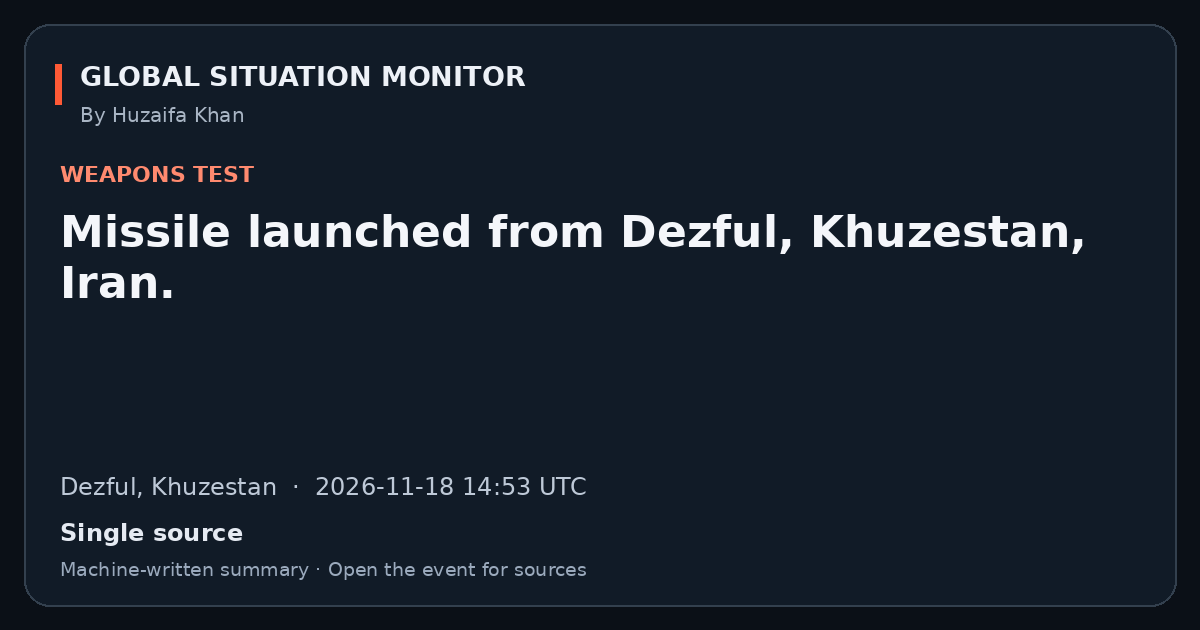 GLOBAL SITUATION MONITOR
By Huzaifa Khan
WEAPONS TEST
Missile launched from Dezful, Khuzestan,
Iran.
Dezful, Khuzestan · 2026-11-18 14:53 UTC
Single source
Machine-written summary · Open the event for sources